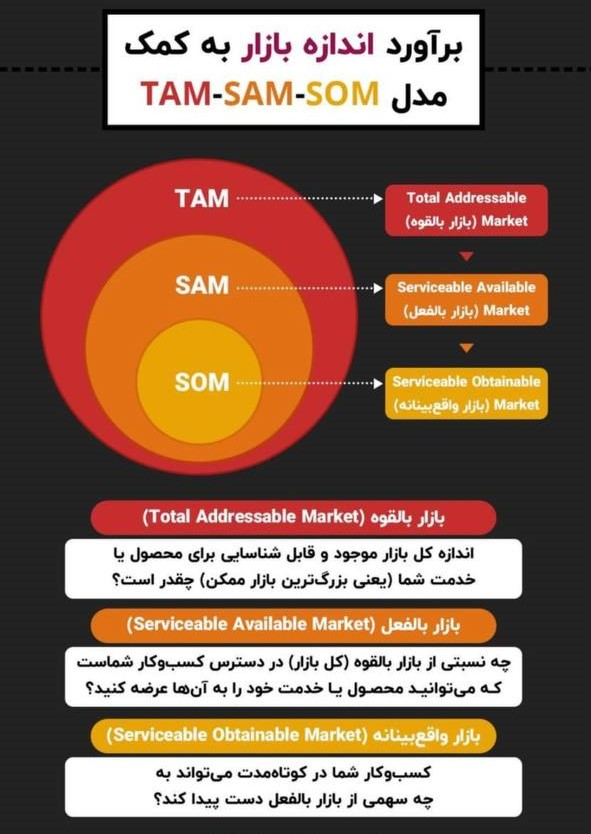 برآورد اندازه بازار به کمک
مدل TAM-SAM-SOM
TAM
Total Addressable
Market (بازار بالقوه)
SAM
Serviceable Available
Market (بازار بالفعل)
SOM
Serviceable Obtainable
Market (بازار واقع‌بینانه)
بازار بالقوه (Total Addressable Market)
اندازه کل بازار موجود و قابل شناسایی برای محصول یا
خدمت شما (یعنی بزرگ‌ترین بازار ممکن) چقدر است؟
بازار بالفعل (Serviceable Available Market)
چه نسبتی از بازار بالقوه (کل بازار) در دسترس کسب‌وکار شماست
کـه می‌توانیـد محصـول یـا خدمت خود را به آن‌ها عرضه کنید؟
بازار واقع‌بینانه (Serviceable Obtainable Market)
کسب‌وکار شما در کوتاه‌مدت می‌تواند به
چه سهمی از بازار بالفعل دست پیدا کند؟